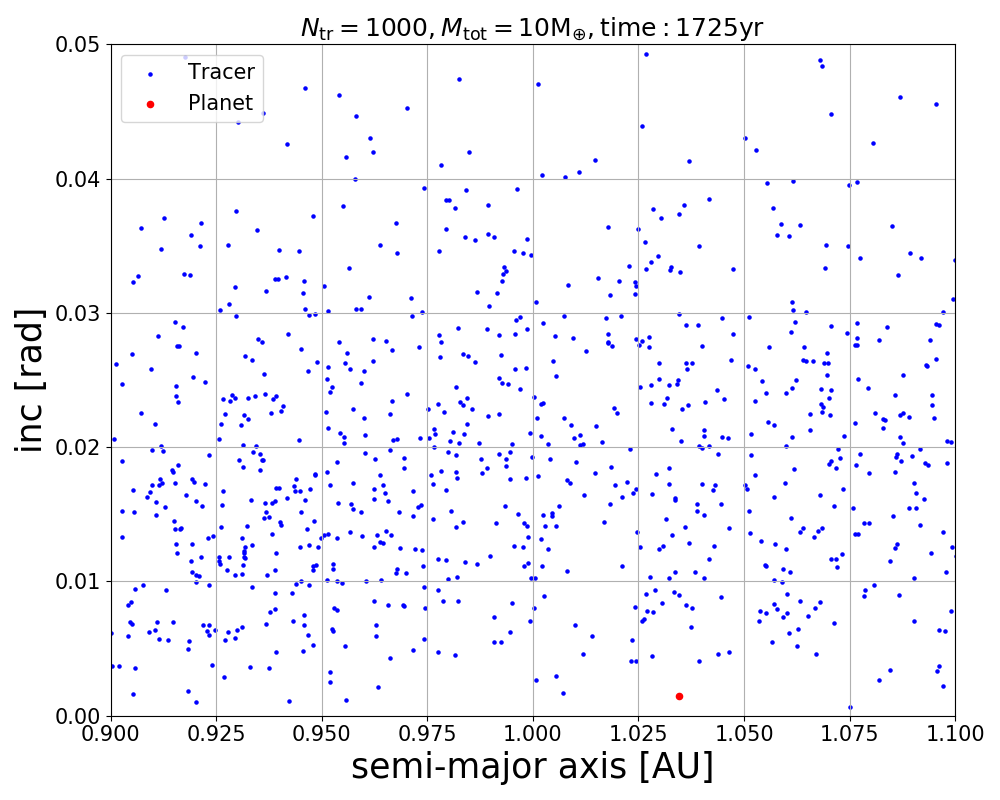 N_tr = 1000, M_tot = 10M_⊕, time : 1725yr
Tracer
Planet
0.05
0.04
0.03
0.02
0.01
0.00
inc [rad]
0.900 0.925 0.950 0.975 1.000 1.025 1.050 1.075 1.100
semi-major axis [AU]